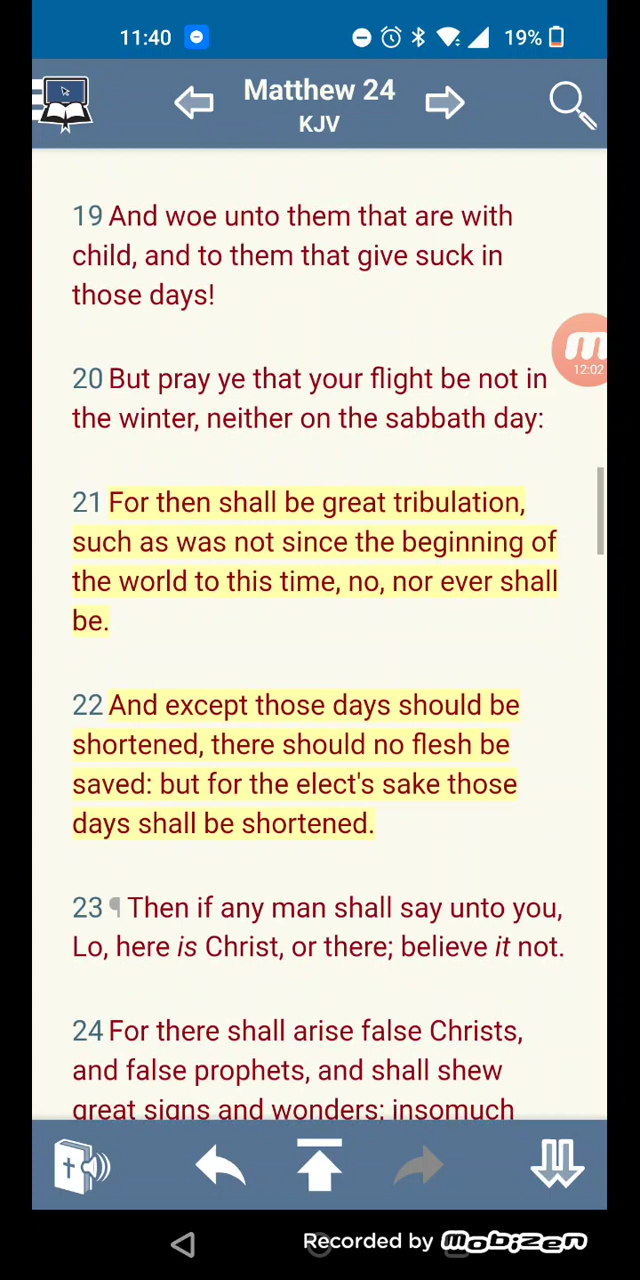 11:40
19%
Matthew 24
KJV
19 And woe unto them that are with
child, and to them that give suck in
those days!
12:02
20 But pray ye that your flight be not in
the winter, neither on the sabbath day:
21 For then shall be great tribulation,
such as was not since the beginning of
the world to this time, no, nor ever shall
be.
22 And except those days should be
shortened, there should no flesh be
saved: but for the elect's sake those
days shall be shortened.
23 ¶ Then if any man shall say unto you,
Lo, here is Christ, or there; believe it not.
24 For there shall arise false Christs,
and false prophets, and shall shew
great signs and wonders; insomuch
Recorded by mobizen